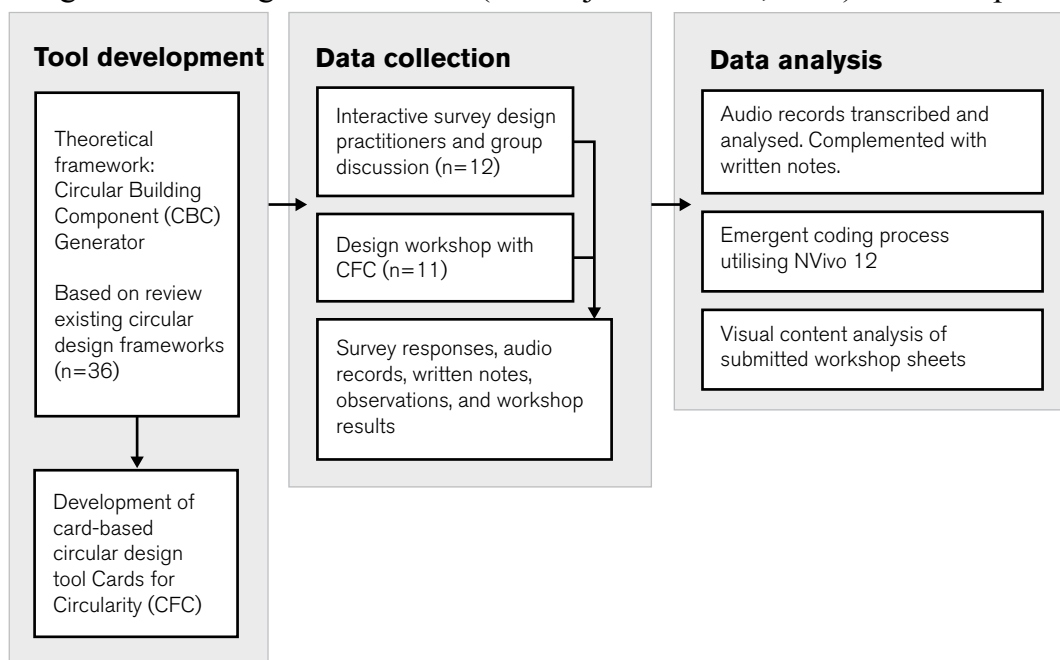 Tool development
Theoretical
framework:
Circular Building
Component (CBC)
Generator
Based on review
existing circular
design frameworks
(n=36)
Development of
card-based
circular design
tool Cards for
Circularity (CFC)
Data collection
Interactive survey design
practitioners and group
discussion (n=12)
Design workshop with
CFC (n=11)
Survey responses, audio
records, written notes,
observations, and workshop
results
Data analysis
Audio records transcribed and
analysed. Complemented with
written notes.
Emergent coding process
utilising NVivo 12
Visual content analysis of
submitted workshop sheets